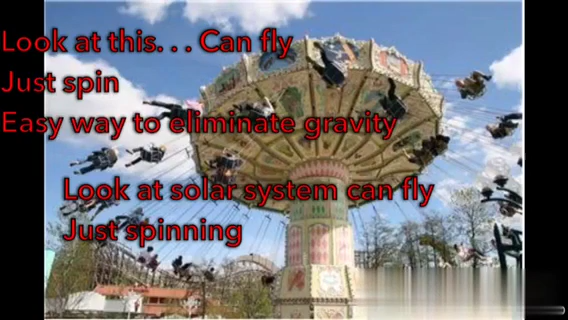 Look at this. . . Can fly
Just spin
Easy way to eliminate gravity
Look at solar system can fly
Just spinning